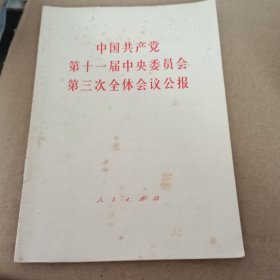 中国共产党
第十一届中央委员会
第三次全体会议公报
人民出版社